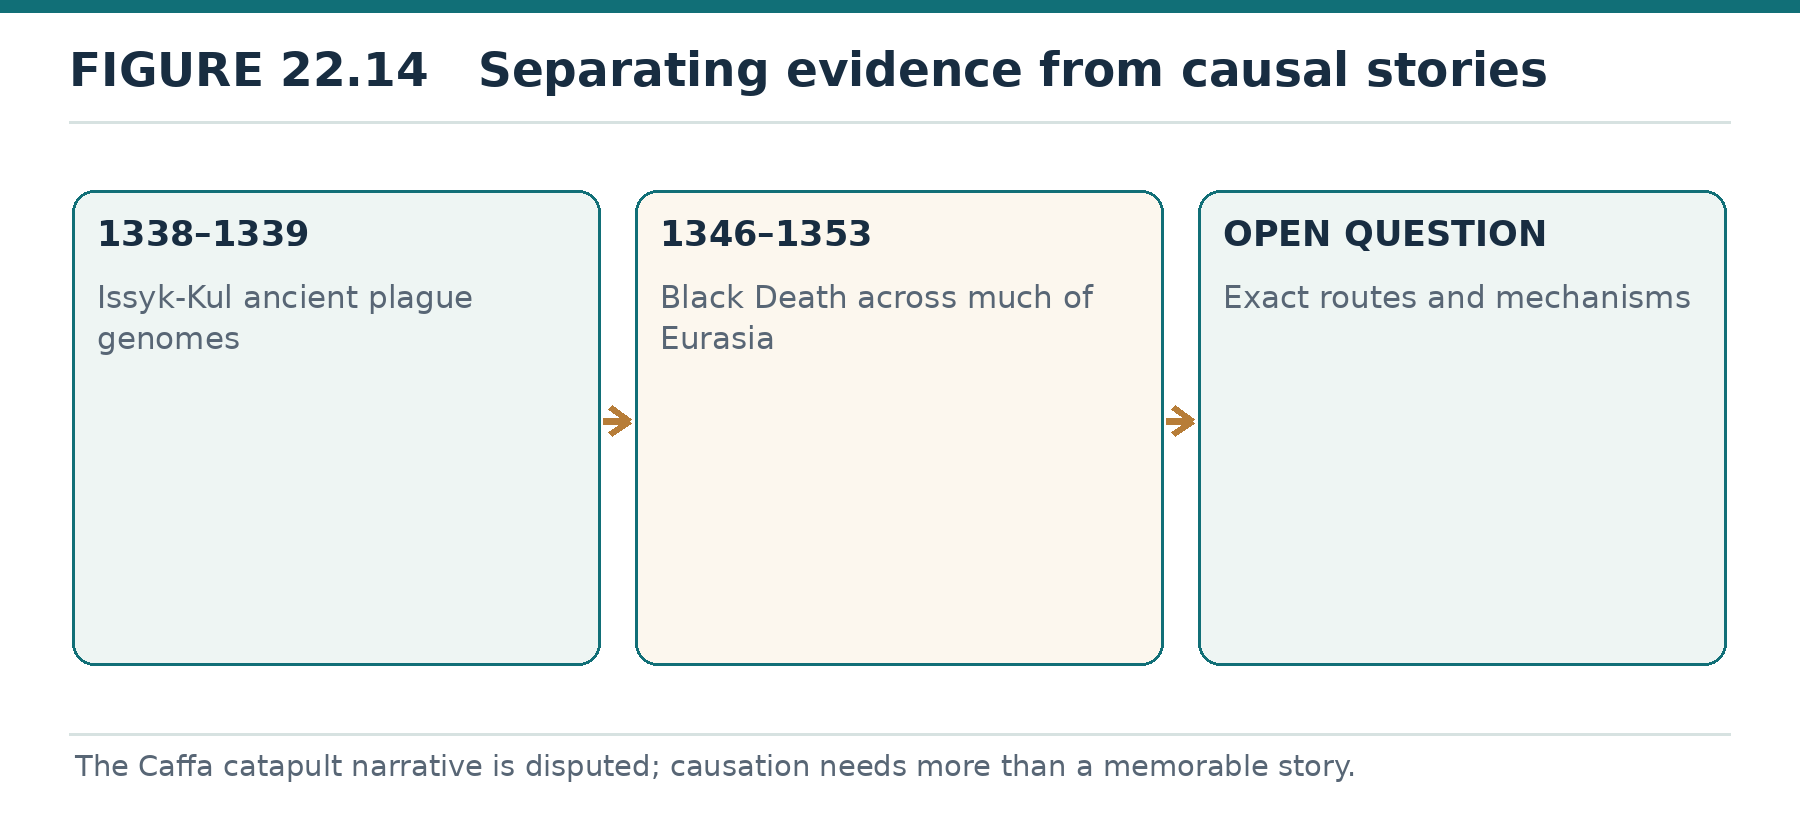 FIGURE 22.14   Separating evidence from causal stories
1338–1339
Issyk-Kul ancient plague
genomes
1346–1353
Black Death across much of
Eurasia
OPEN QUESTION
Exact routes and mechanisms
The Caffa catapult narrative is disputed; causation needs more than a memorable story.